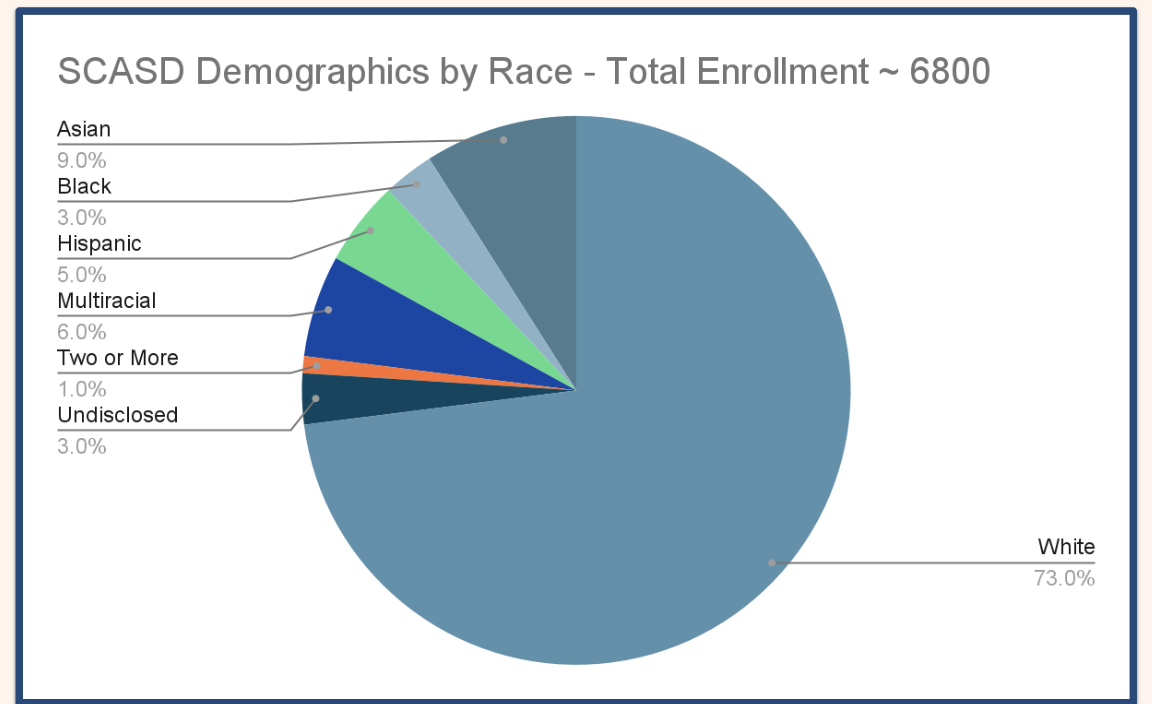 SCASD Demographics by Race - Total Enrollment ~ 6800
Asian
9.0%
Black
3.0%
Hispanic
5.0%
Multiracial
6.0%
Two or More
1.0%
Undisclosed
3.0%
White
73.0%